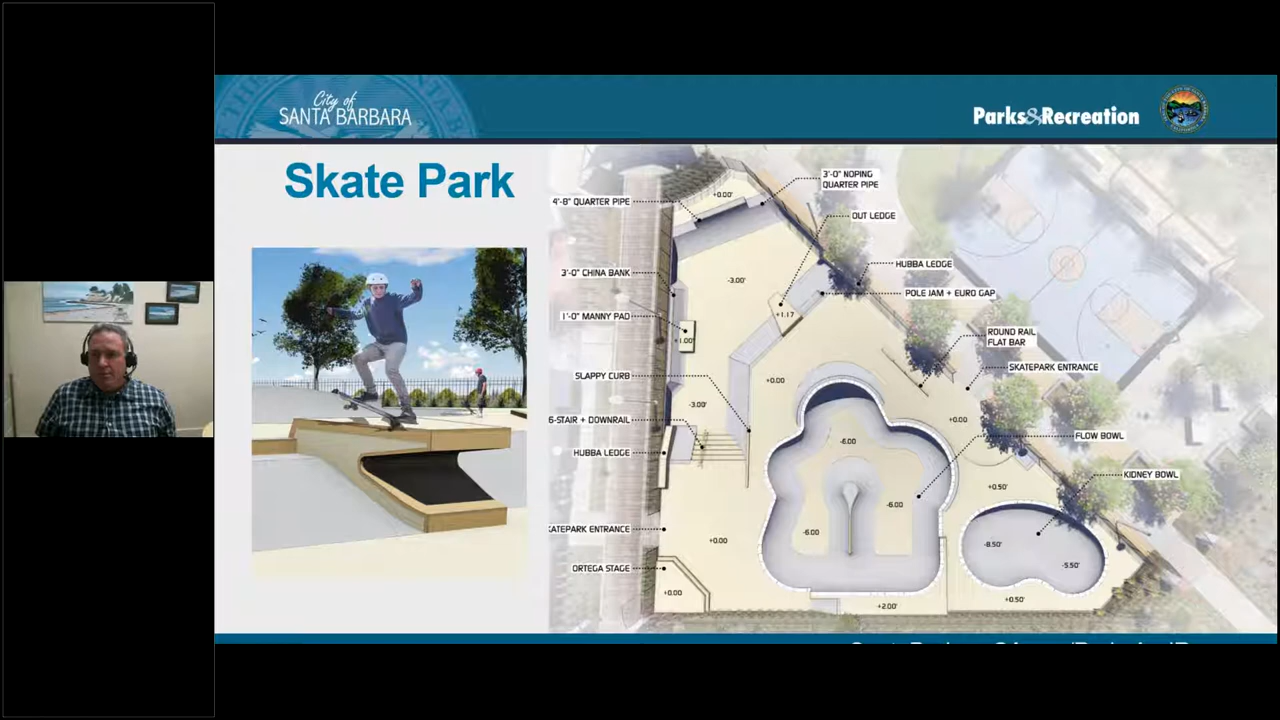 City of
SANTA BARBARA
Parks&Recreation
Skate Park
3'-0" NOPING
QUARTER PIPE
4'-8" QUARTER PIPE
+0.00'
OUT LEDGE
HUBBA LEDGE
3'-0" CHINA BANK
-3.00'
POLE JAM + EURO GAP
1'-0" MANNY PAD
+1.17
+1.00'
ROUND RAIL
FLAT BAR
SKATEPARK ENTRANCE
SLAPPY CURB
+0.00
-3.00'
6-STAIR + DOWNRAIL
+0.00
FLOW BOWL
-6.00
HUBBA LEDGE
KIDNEY BOWL
+0.50'
-6.00
KATEPARK ENTRANCE
-6.00
+0.00
-8.50'
ORTEGA STAGE
-5.50'
+0.00
+2.00'
+0.50'